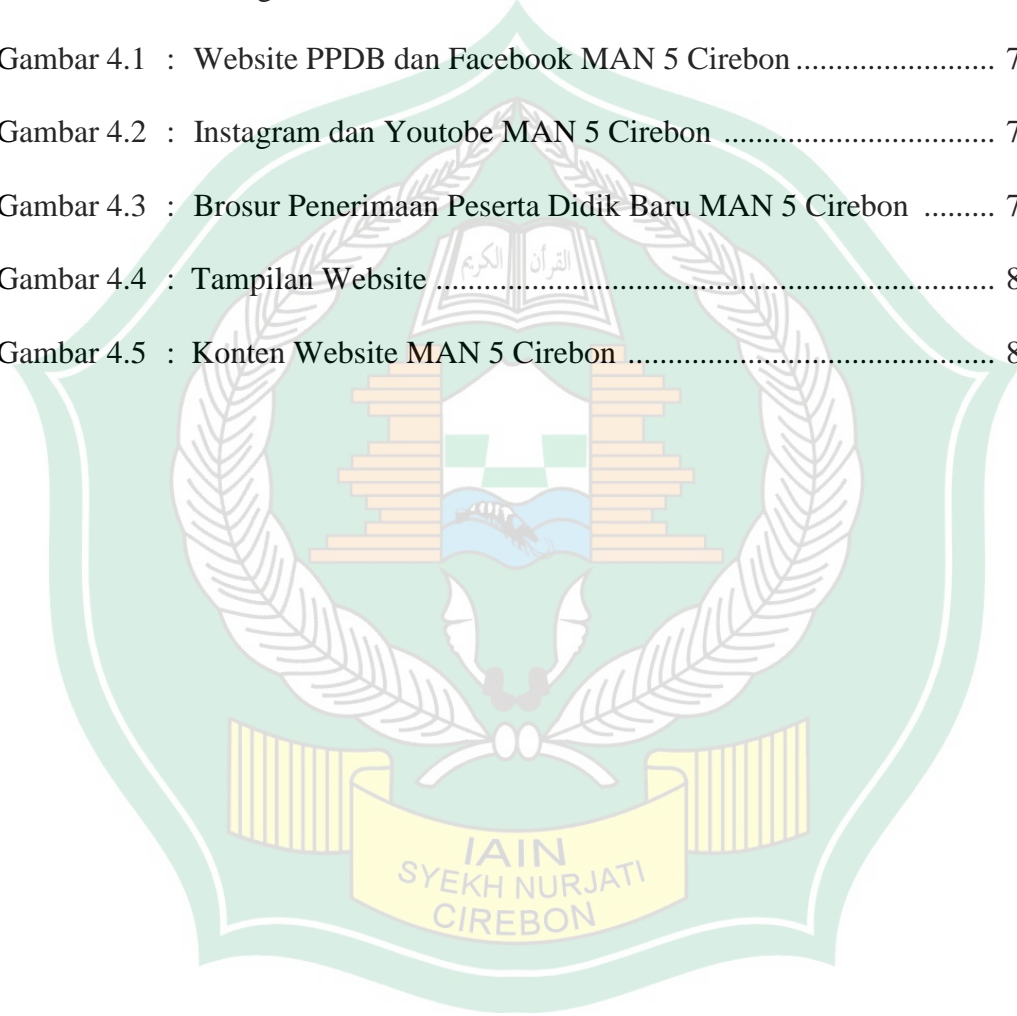 Gambar 4.1 : Website PPDB dan Facebook MAN 5 Cirebon ........................ 7
Gambar 4.2 : Instagram dan Youtobe MAN 5 Cirebon ................................. 7
Gambar 4.3 : Brosur Penerimaan Peserta Didik Baru MAN 5 Cirebon ......... 7
القرأن الكريم
Gambar 4.4 : Tampilan Website .................................................................... 8
Gambar 4.5 : Konten Website MAN 5 Cirebon ............................................ 8
IAIN
SYEKH NURJATI
CIREBON